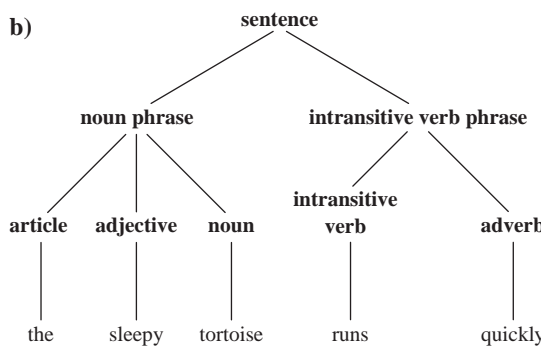 b)
sentence
noun phrase
intransitive verb phrase
article
adjective
noun
intransitive
verb
adverb
the
sleepy
tortoise
runs
quickly